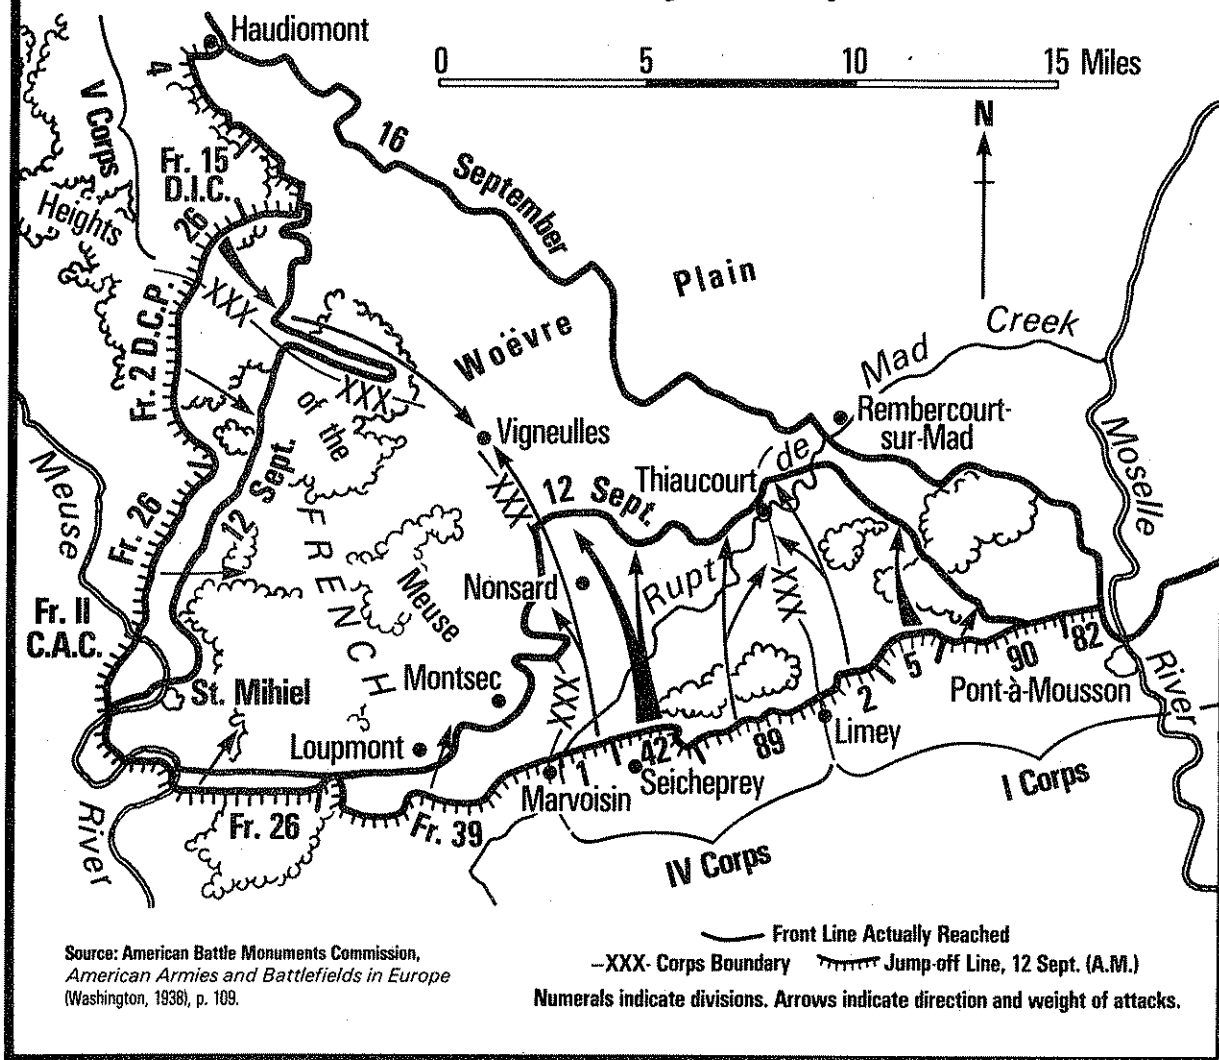 Haudiomont
0 5 10 15 Miles
N
4
V Corps
Fr. 15
D.I.C.
26
Heights
16 September
Plain
Woëvre
XXX
Fr. 2 D.C.P.
XXX
of
the
FRENCH
Meuse
Mad
Creek
Rembercourt-
sur-Mad
de
Vigneulles
Thiaucourt
Moselle
Meuse
12 Sept.
XXX
12 Sept.
Fr. 26
Nonsard
Rupt
XXX
Fr. II
C.A.C.
Montsec
XXX
St. Mihiel
Loupmont
1
42
89
2
5
90
82
Pont-à-Mousson
River
Limey
Seicheprey
Marvoisin
I Corps
IV Corps
River
Fr. 26
Fr. 39
Source: American Battle Monuments Commission,
American Armies and Battlefields in Europe
(Washington, 1938), p. 109.
Front Line Actually Reached
-XXX- Corps Boundary
Jump-off Line, 12 Sept. (A.M.)
Numerals indicate divisions. Arrows indicate direction and weight of attacks.